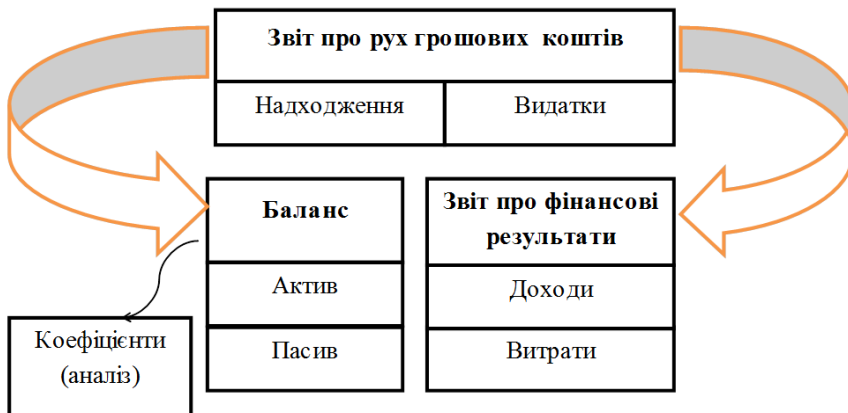 Звіт про рух грошових коштів
Надходження
Видатки
Баланс
Звіт про фінансові
результати
Актив
Доходи
Коефіцієнти
(аналіз)
Пасив
Витрати